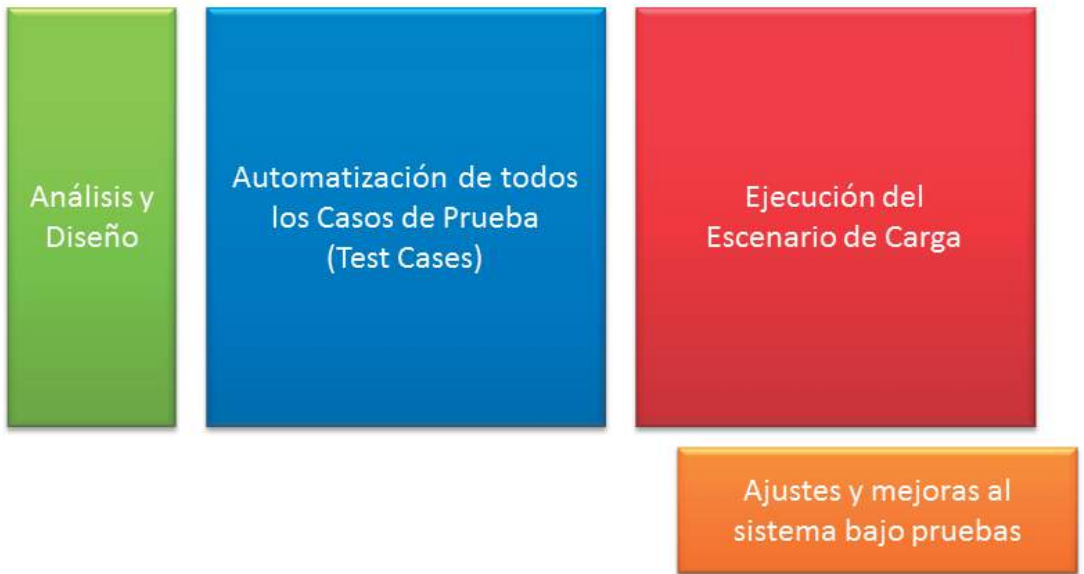 Análisis y
Diseño
Automatización de todos
los Casos de Prueba
(Test Cases)
Ejecución del
Escenario de Carga
Ajustes y mejoras al
sistema bajo pruebas